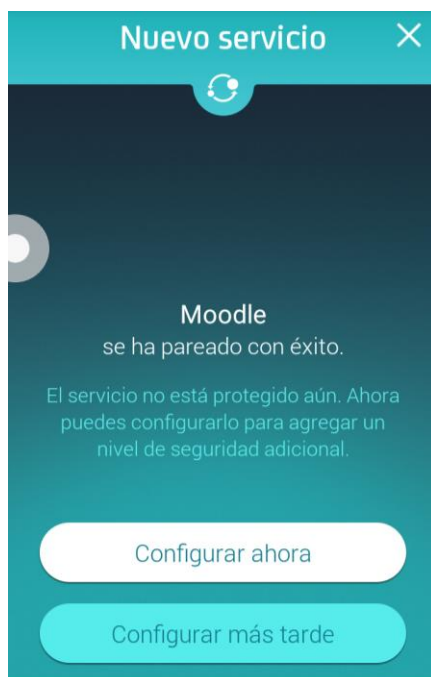 Nuevo servicio
Moodle
se ha pareado con éxito.
El servicio no está protegido aún. Ahora
puedes configurarlo para agregar un
nivel de seguridad adicional.
Configurar ahora
Configurar más tarde